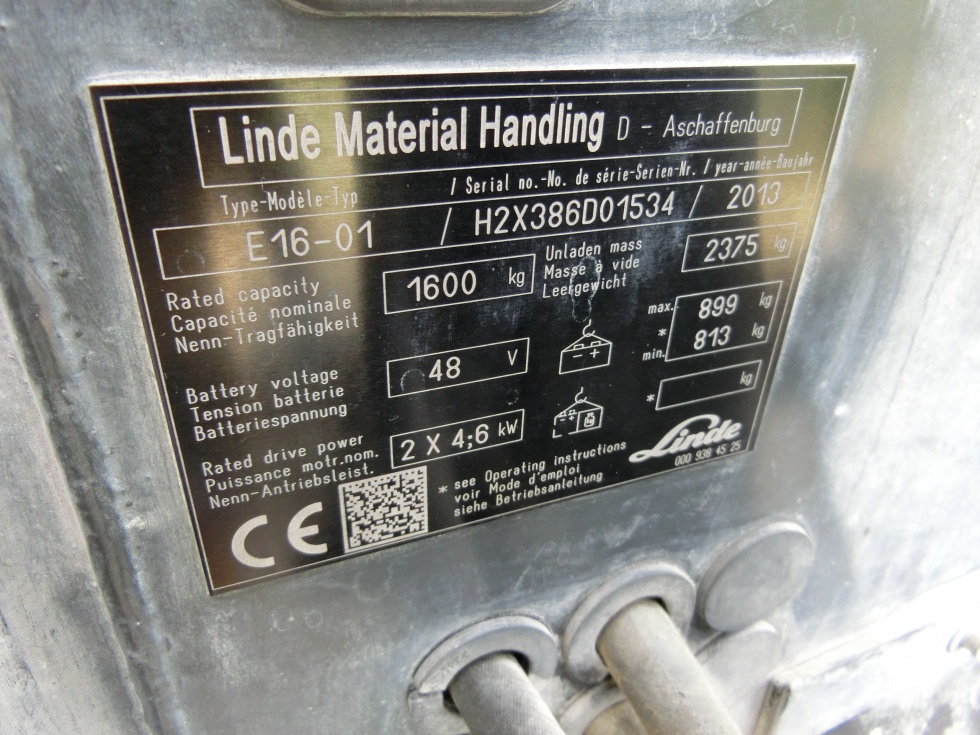 Linde Material Handling D - Aschaffenburg
Type-Modèle-Typ / Serial no.-No. de série-Serien-Nr. / year-année-Baujahr
E16-01 / H2X386D01534 / 2013
Rated capacity
Capacité nominale
Nenn-Tragfähigkeit
1600 kg
Unladen mass
Masse à vide
Leergewicht
2375 kg
Battery voltage
Tension batterie
Batteriespannung
48 V
- +
max. 899 kg
*
min. 813 kg
Rated drive power
Puissance motr.nom.
Nenn-Antriebsleist.
2 X 4;6 kW
- +
* kg
CE
* see Operating instructions
voir Mode d'emploi
siehe Betriebsanleitung
Linde
000 938 45 25